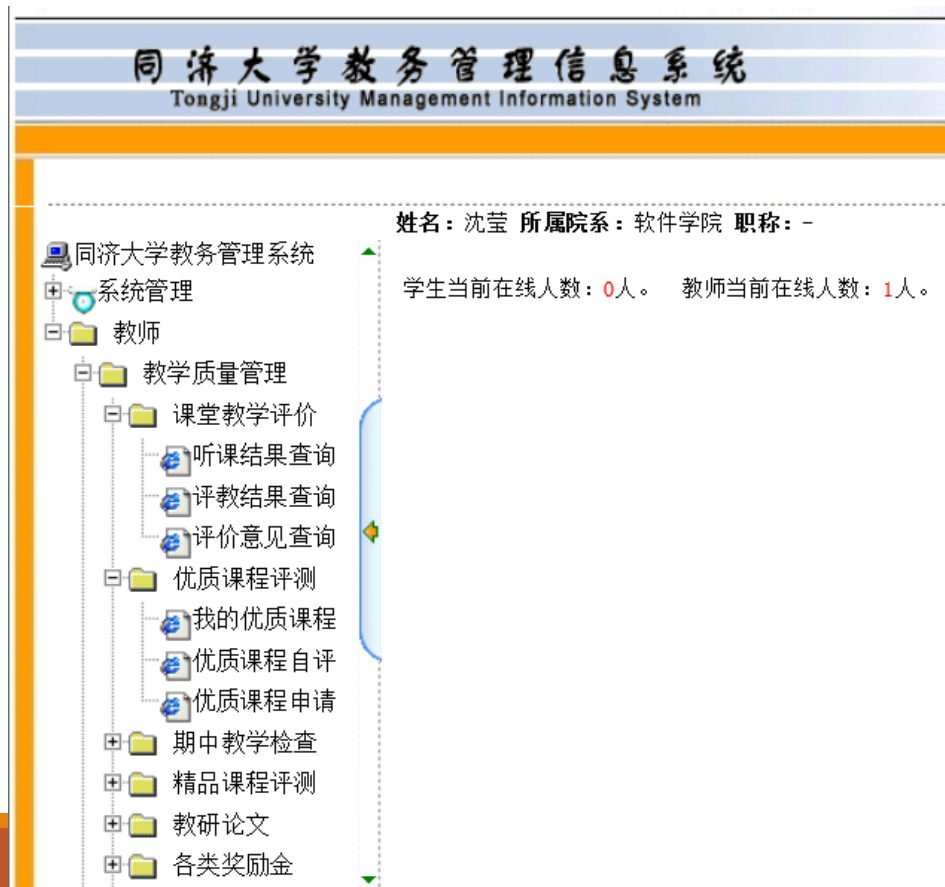 同济大学教务管理信息系统
Tongji University Management Information System
姓名：沈莹 所属院系：软件学院 职称：-
学生当前在线人数：0人。 教师当前在线人数：1人。
同济大学教务管理系统
系统管理
教师
教学质量管理
课堂教学评价
听课结果查询
评教结果查询
评价意见查询
优质课程评测
我的优质课程
优质课程自评
优质课程申请
期中教学检查
精品课程评测
教研论文
各类奖励金